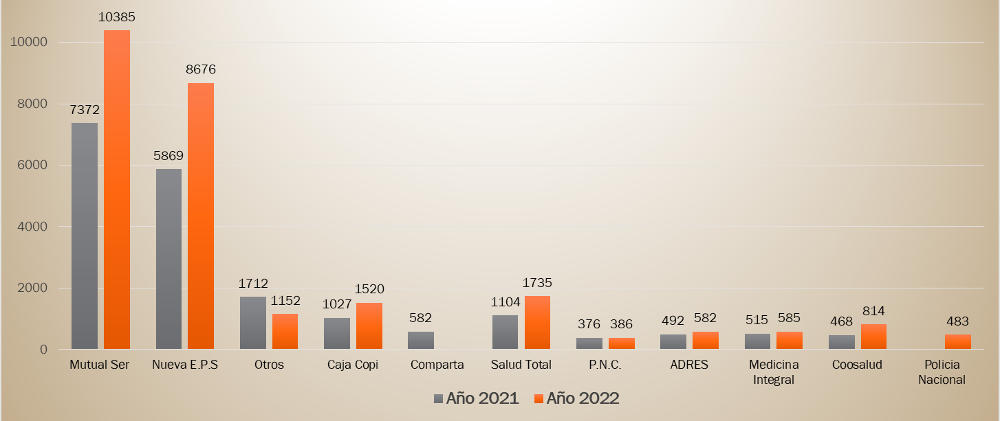 10385
10000
8676
8000
7372
6000
5869
4000
2000
1712
1152
1027
1520
582
1104
1735
376
386
492
582
515
585
468
814
483
0
Mutual Ser
Nueva E.P.S
Otros
Caja Copi
Comparta
Salud Total
P.N.C.
ADRES
Medicina
Integral
Coosalud
Policia
Nacional
Año 2021
Año 2022